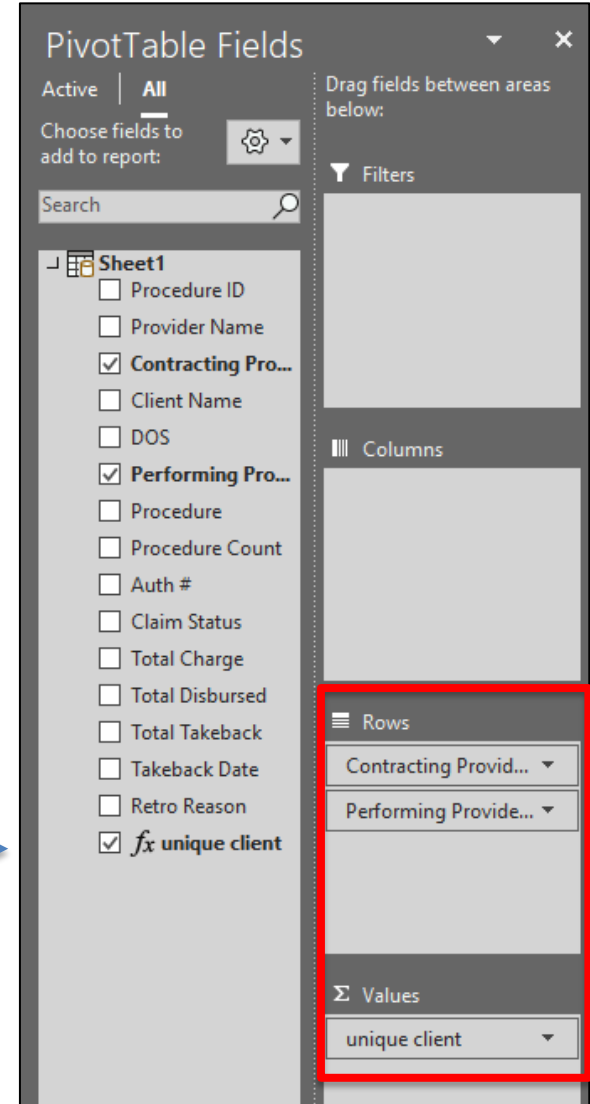 PivotTable Fields
Active
All
Choose fields to
add to report:
Search
Sheet1
Procedure ID
Provider Name
Contracting Pro...
Client Name
DOS
Performing Pro...
Procedure
Procedure Count
Auth #
Claim Status
Total Charge
Total Disbursed
Total Takeback
Takeback Date
Retro Reason
fx unique client
Drag fields between areas
below:
Filters
Columns
Rows
Contracting Provid...
Performing Provide...
Σ Values
unique client